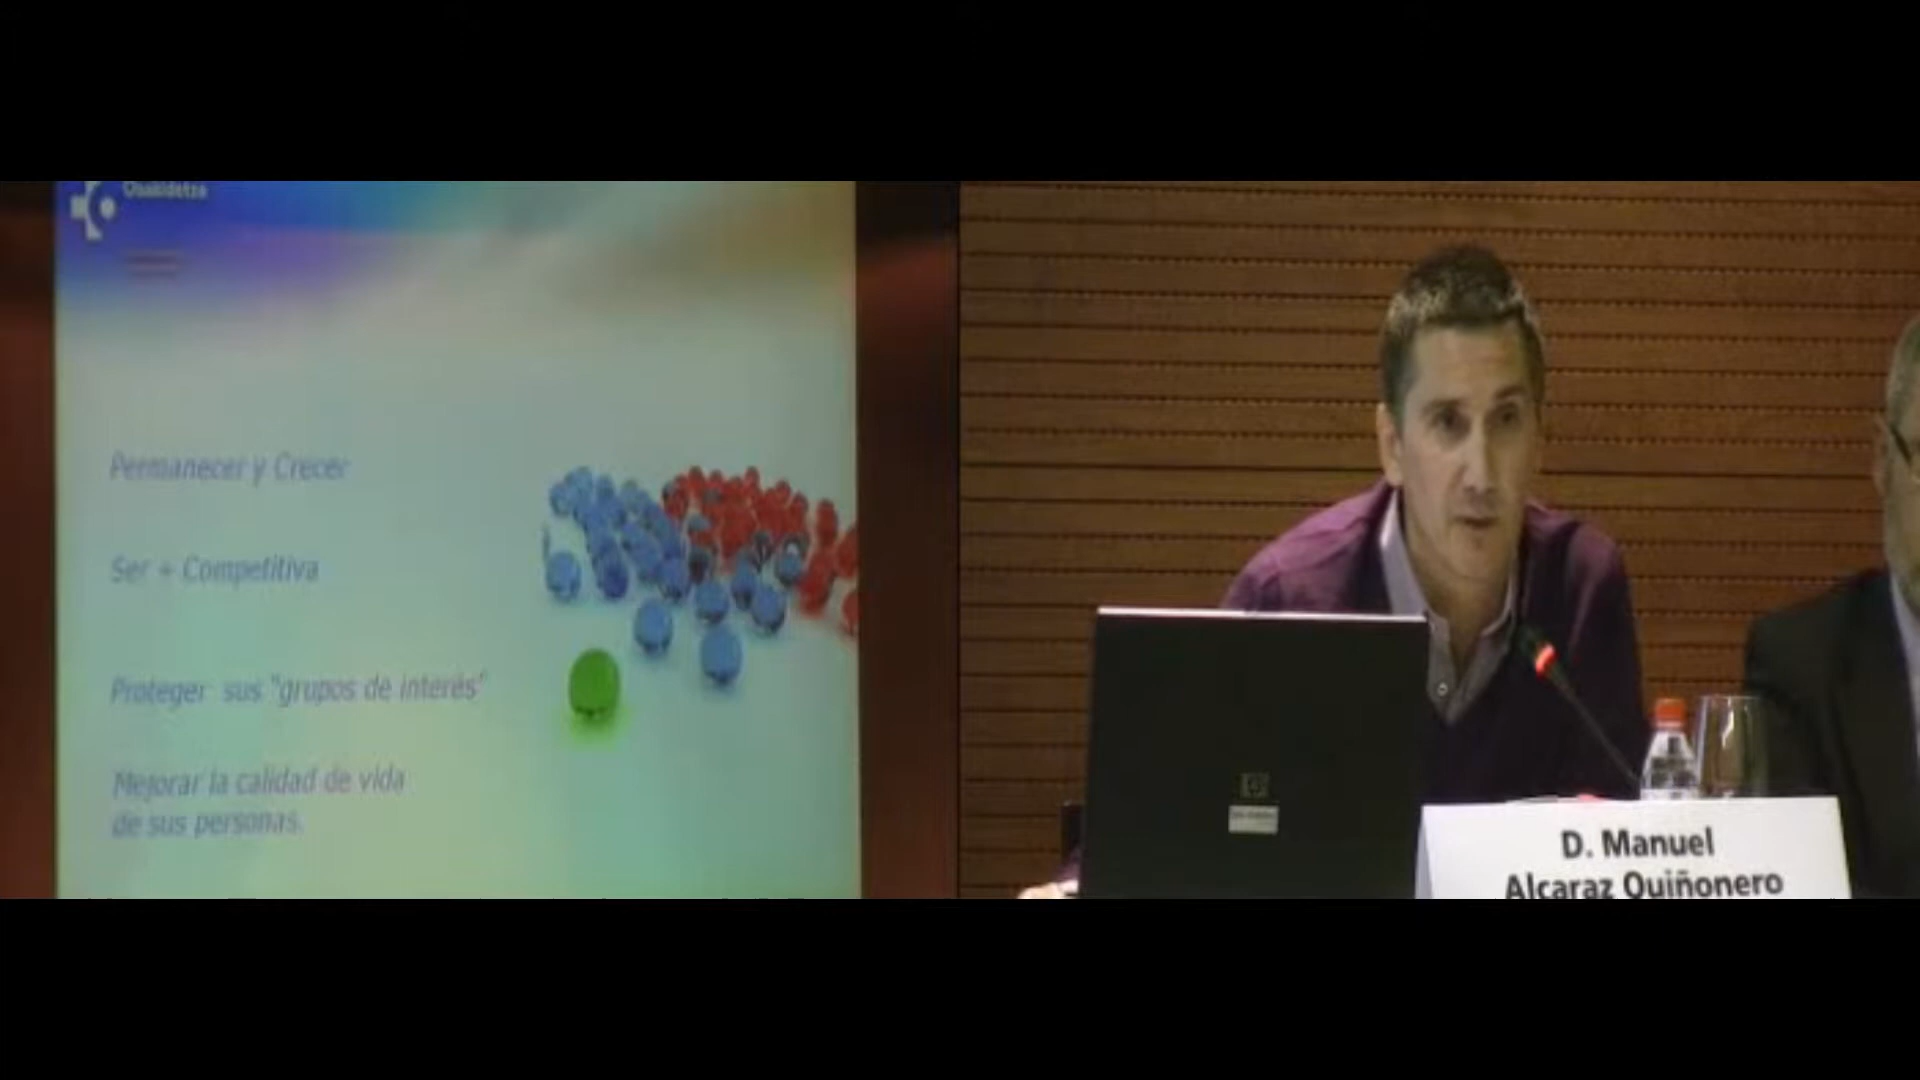 Osakidetza
Permanecer y Crecer
Ser + Competitiva
Proteger sus "grupos de interés"
Mejorar la calidad de vida
de sus personas.
D. Manuel
Alcaraz Quiñonero